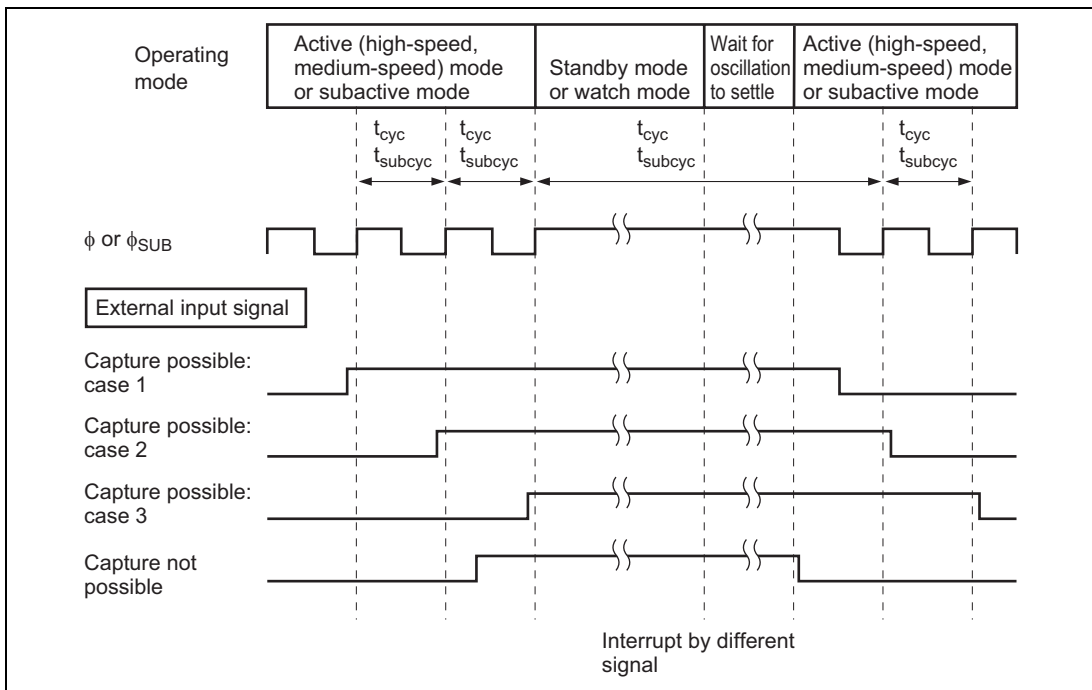 Operating
mode
Active (high-speed,
medium-speed) mode
or subactive mode
Standby mode
or watch mode
Wait for
oscillation
to settle
Active (high-speed,
medium-speed) mode
or subactive mode
tcyc
tsubcyc
tcyc
tsubcyc
tcyc
tsubcyc
tcyc
tsubcyc
φ or φSUB
External input signal
Capture possible:
case 1
Capture possible:
case 2
Capture possible:
case 3
Capture not
possible
Interrupt by different
signal